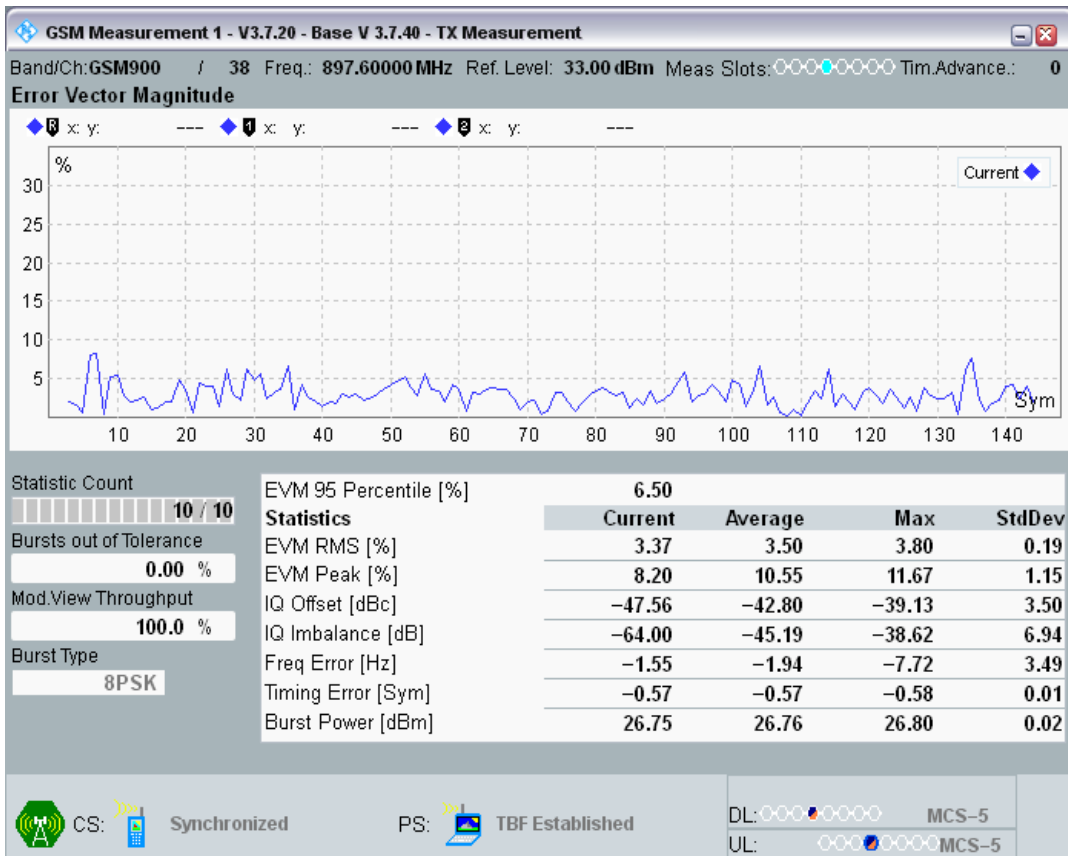 GSM Measurement 1 - V3.7.20 - Base V 3.7.40 - TX Measurement
Band/Ch:GSM900 / 38 Freq.: 897.60000 MHz Ref. Level: 33.00 dBm Meas Slots: Tim.Advance.: 0
Error Vector Magnitude
R x: y: --- 1 x: y: --- 2 x: y: ---
%
Current
30
25
20
15
10
5
Sym
10 20 30 40 50 60 70 80 90 100 110 120 130 140
Statistic Count
10 / 10
Bursts out of Tolerance
0.00 %
Mod.View Throughput
100.0 %
Burst Type
8PSK
EVM 95 Percentile [%] 6.50
Statistics Current Average Max StdDev
EVM RMS [%] 3.37 3.50 3.80 0.19
EVM Peak [%] 8.20 10.55 11.67 1.15
IQ Offset [dBc] −47.56 −42.80 −39.13 3.50
IQ Imbalance [dB] −64.00 −45.19 −38.62 6.94
Freq Error [Hz] −1.55 −1.94 −7.72 3.49
Timing Error [Sym] −0.57 −0.57 −0.58 0.01
Burst Power [dBm] 26.75 26.76 26.80 0.02
CS: Synchronized PS: TBF Established
DL: MCS−5
UL: MCS−5